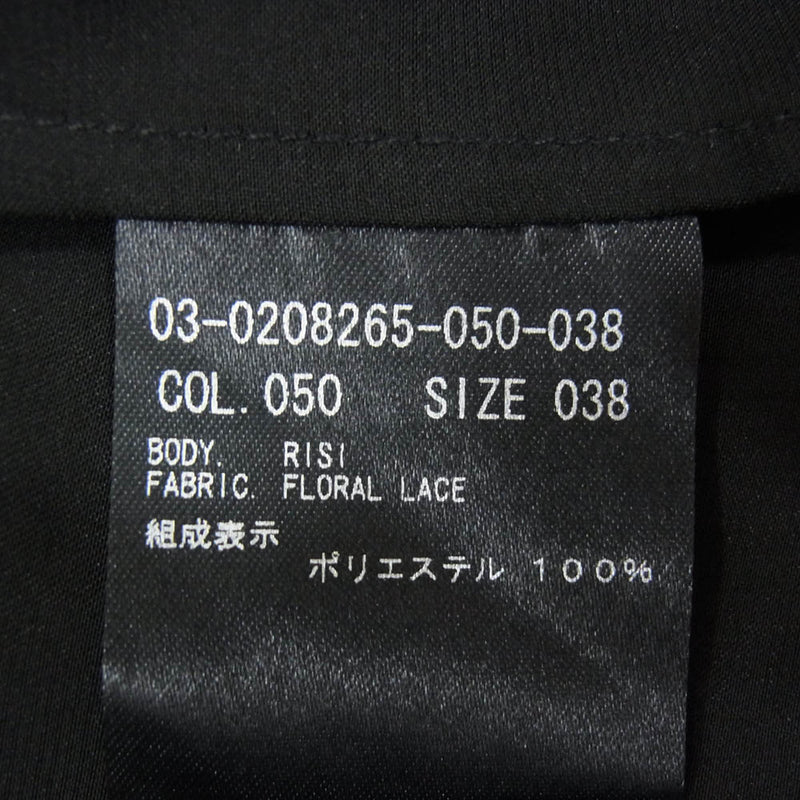 03-0208265-050-038
COL. 050 SIZE 038
BODY. RISI
FABRIC. FLORAL LACE
組成表示
ポリエステル １００％